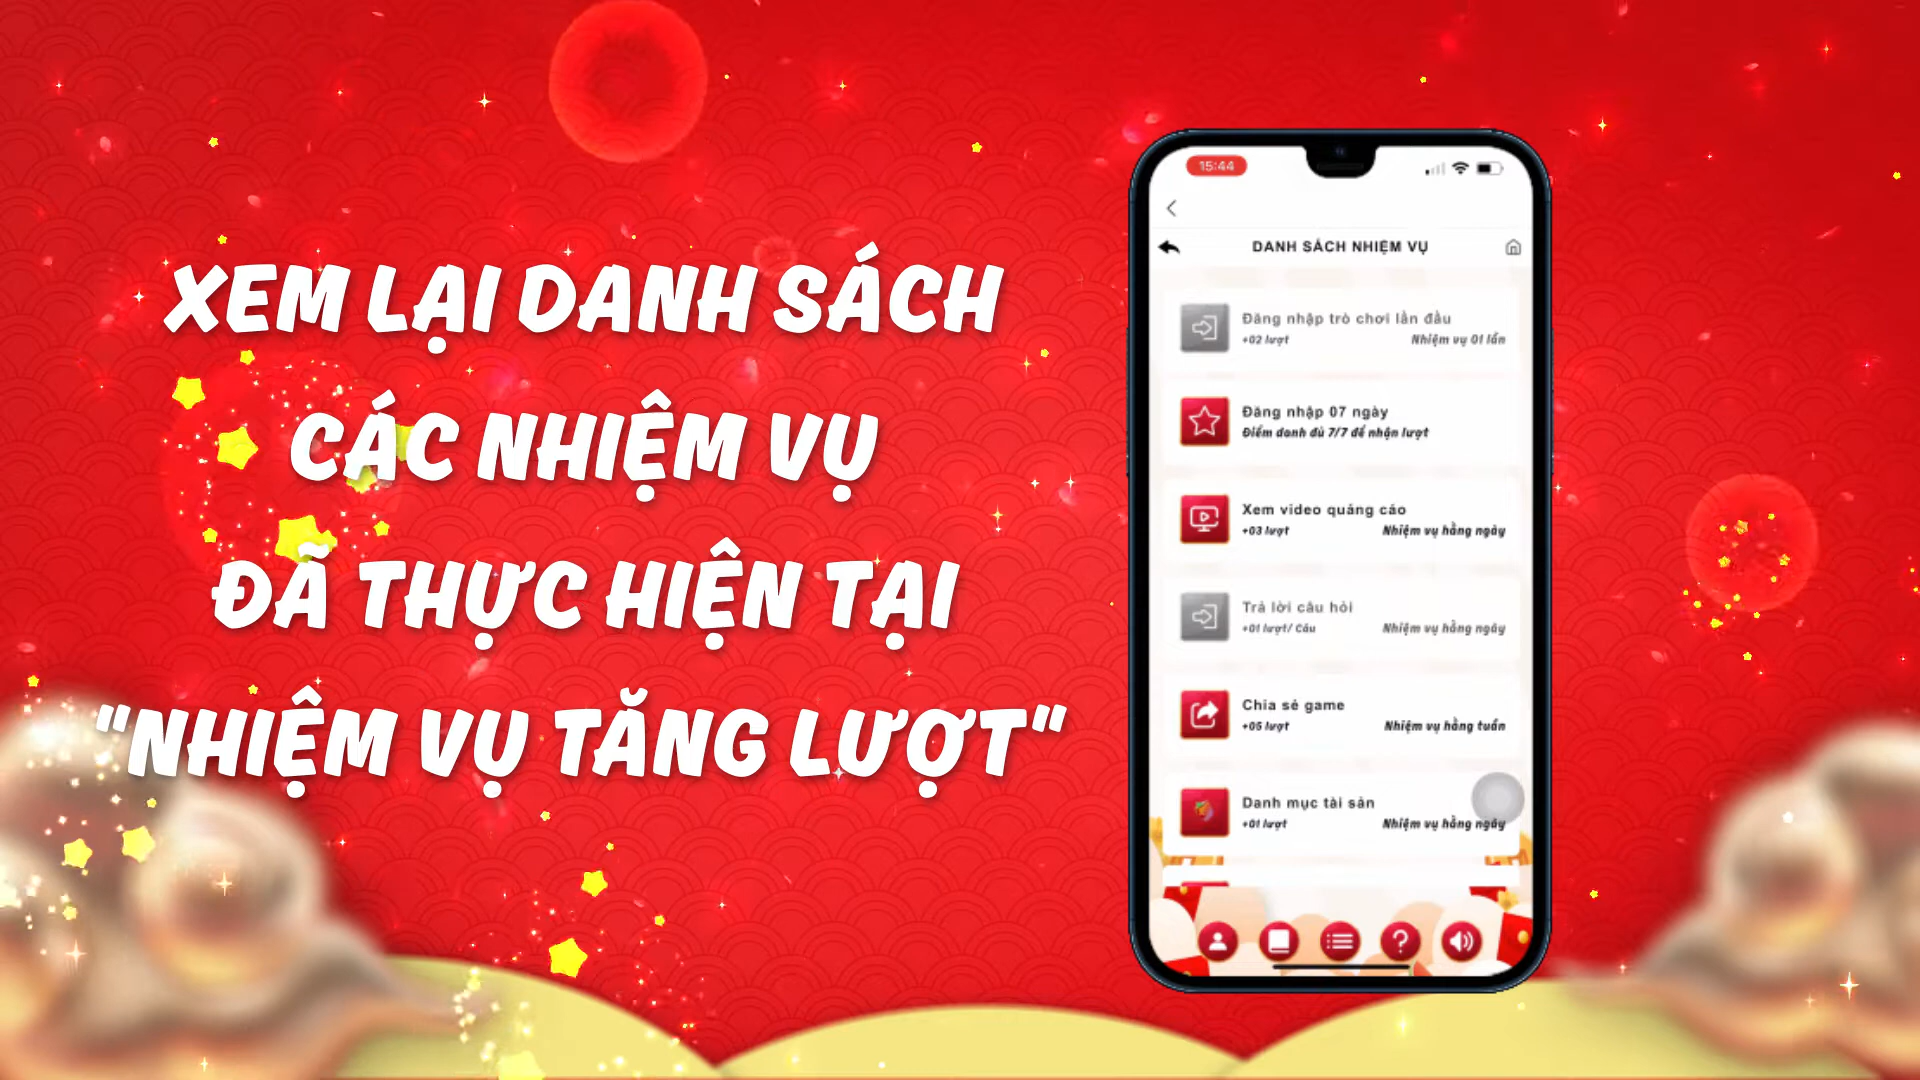 XEM LẠI DANH SÁCH
CÁC NHIỆM VỤ
ĐÃ THỰC HIỆN TẠI
"NHIỆM VỤ TĂNG LƯỢT"
15:44
DANH SÁCH NHIỆM VỤ
Đăng nhập trò chơi lần đầu
+02 lượt Nhiệm vụ 01 lần
Đăng nhập 07 ngày
Điểm danh đủ 7/7 để nhận lượt
Xem video quảng cáo
+03 lượt Nhiệm vụ hằng ngày
Trả lời câu hỏi
+01 lượt/ Câu Nhiệm vụ hằng ngày
Chia sẻ game
+05 lượt Nhiệm vụ hằng tuần
Danh mục tài sản
+01 lượt Nhiệm vụ hằng ngày